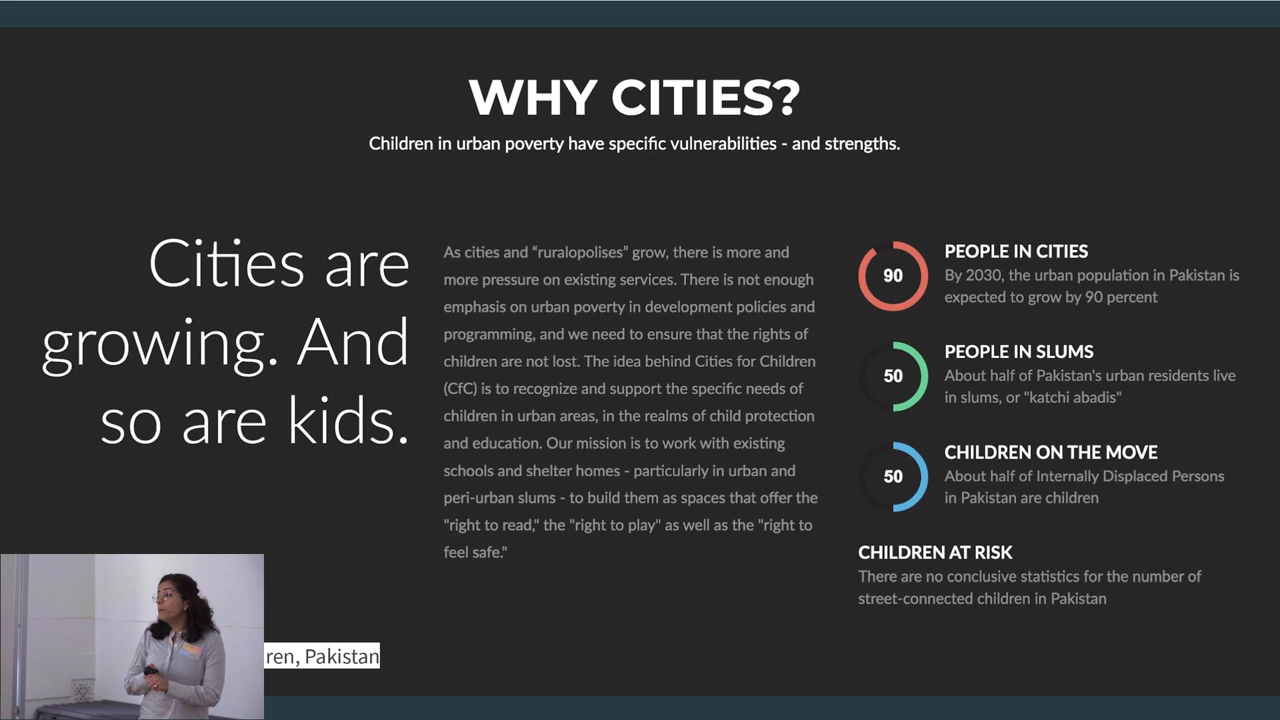 WHY CITIES?
Children in urban poverty have specific vulnerabilities - and strengths.
Cities are
growing. And
so are kids.
As cities and “ruralopolises” grow, there is more and
more pressure on existing services. There is not enough
emphasis on urban poverty in development policies and
programming, and we need to ensure that the rights of
children are not lost. The idea behind Cities for Children
(CfC) is to recognize and support the specific needs of
children in urban areas, in the realms of child protection
and education. Our mission is to work with existing
schools and shelter homes - particularly in urban and
peri-urban slums - to build them as spaces that offer the
"right to read," the "right to play" as well as the "right to
feel safe."
90
PEOPLE IN CITIES
By 2030, the urban population in Pakistan is
expected to grow by 90 percent
50
PEOPLE IN SLUMS
About half of Pakistan's urban residents live
in slums, or "katchi abadis"
50
CHILDREN ON THE MOVE
About half of Internally Displaced Persons
in Pakistan are children
CHILDREN AT RISK
There are no conclusive statistics for the number of
street-connected children in Pakistan
ren, Pakistan